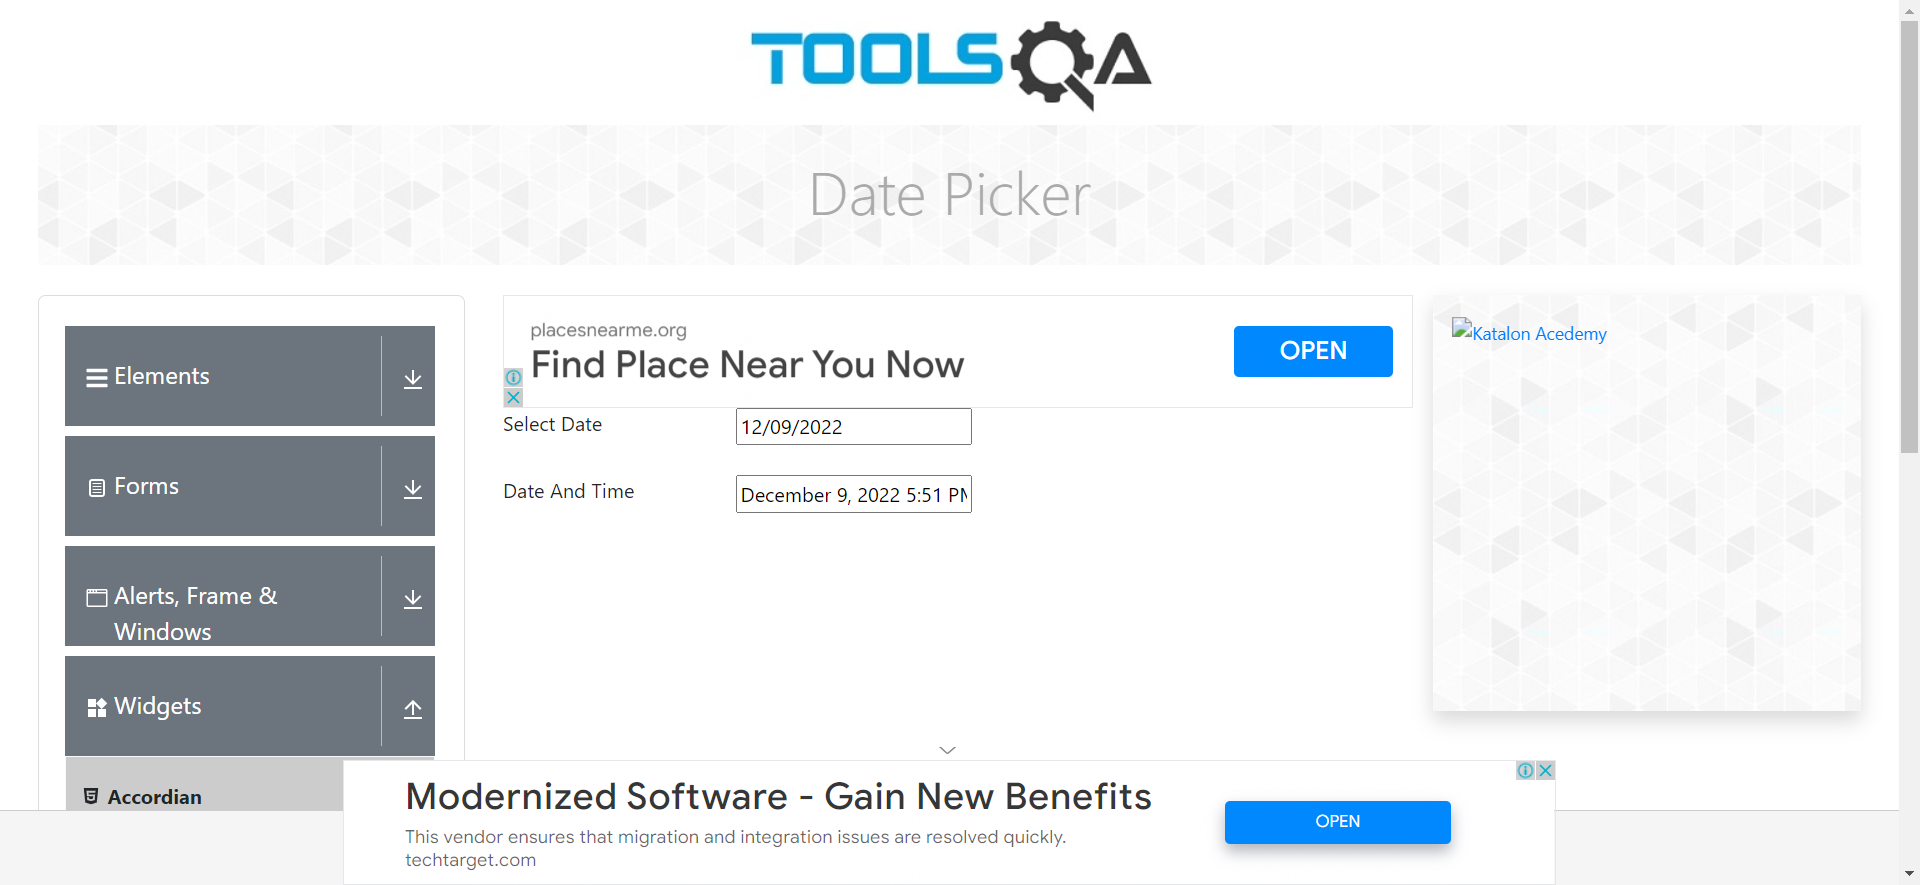 TOOLSQA
Date Picker
Elements
Forms
Alerts, Frame &
Windows
Widgets
Accordian
placesnearme.org
Find Place Near You Now
OPEN
Select Date
12/09/2022
Date And Time
December 9, 2022 5:51 PM
Katalon Acedemy
Modernized Software - Gain New Benefits
This vendor ensures that migration and integration issues are resolved quickly.
techtarget.com
OPEN